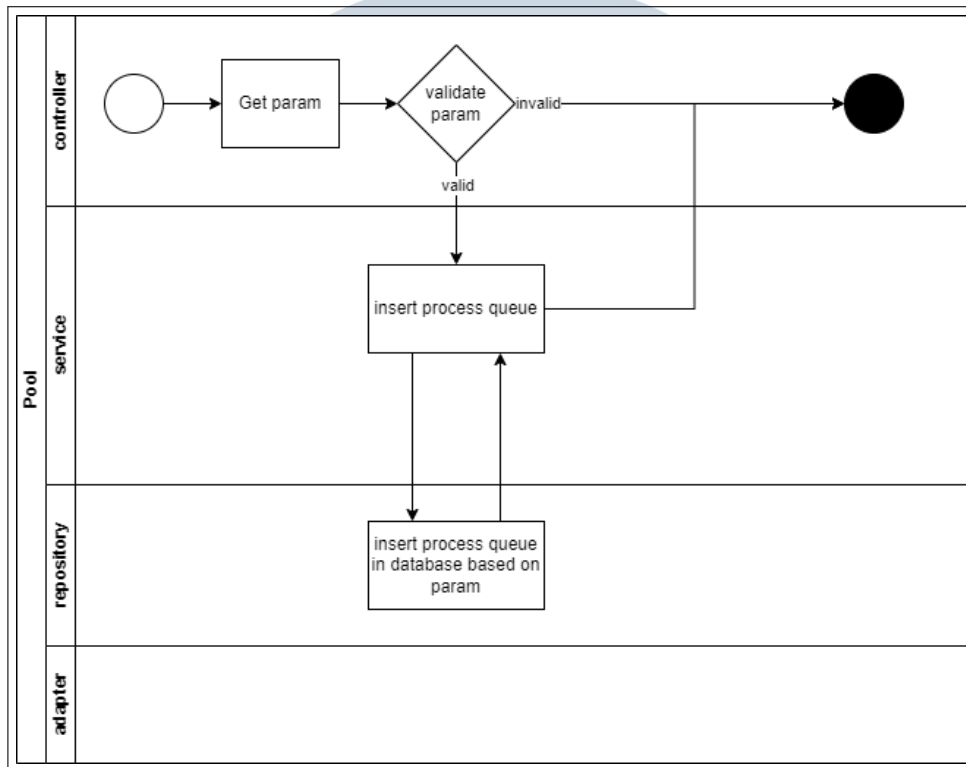 Pool
controller
Get param
validate
param
invalid
valid
service
insert process queue
repository
insert process queue
in database based on
param
adapter